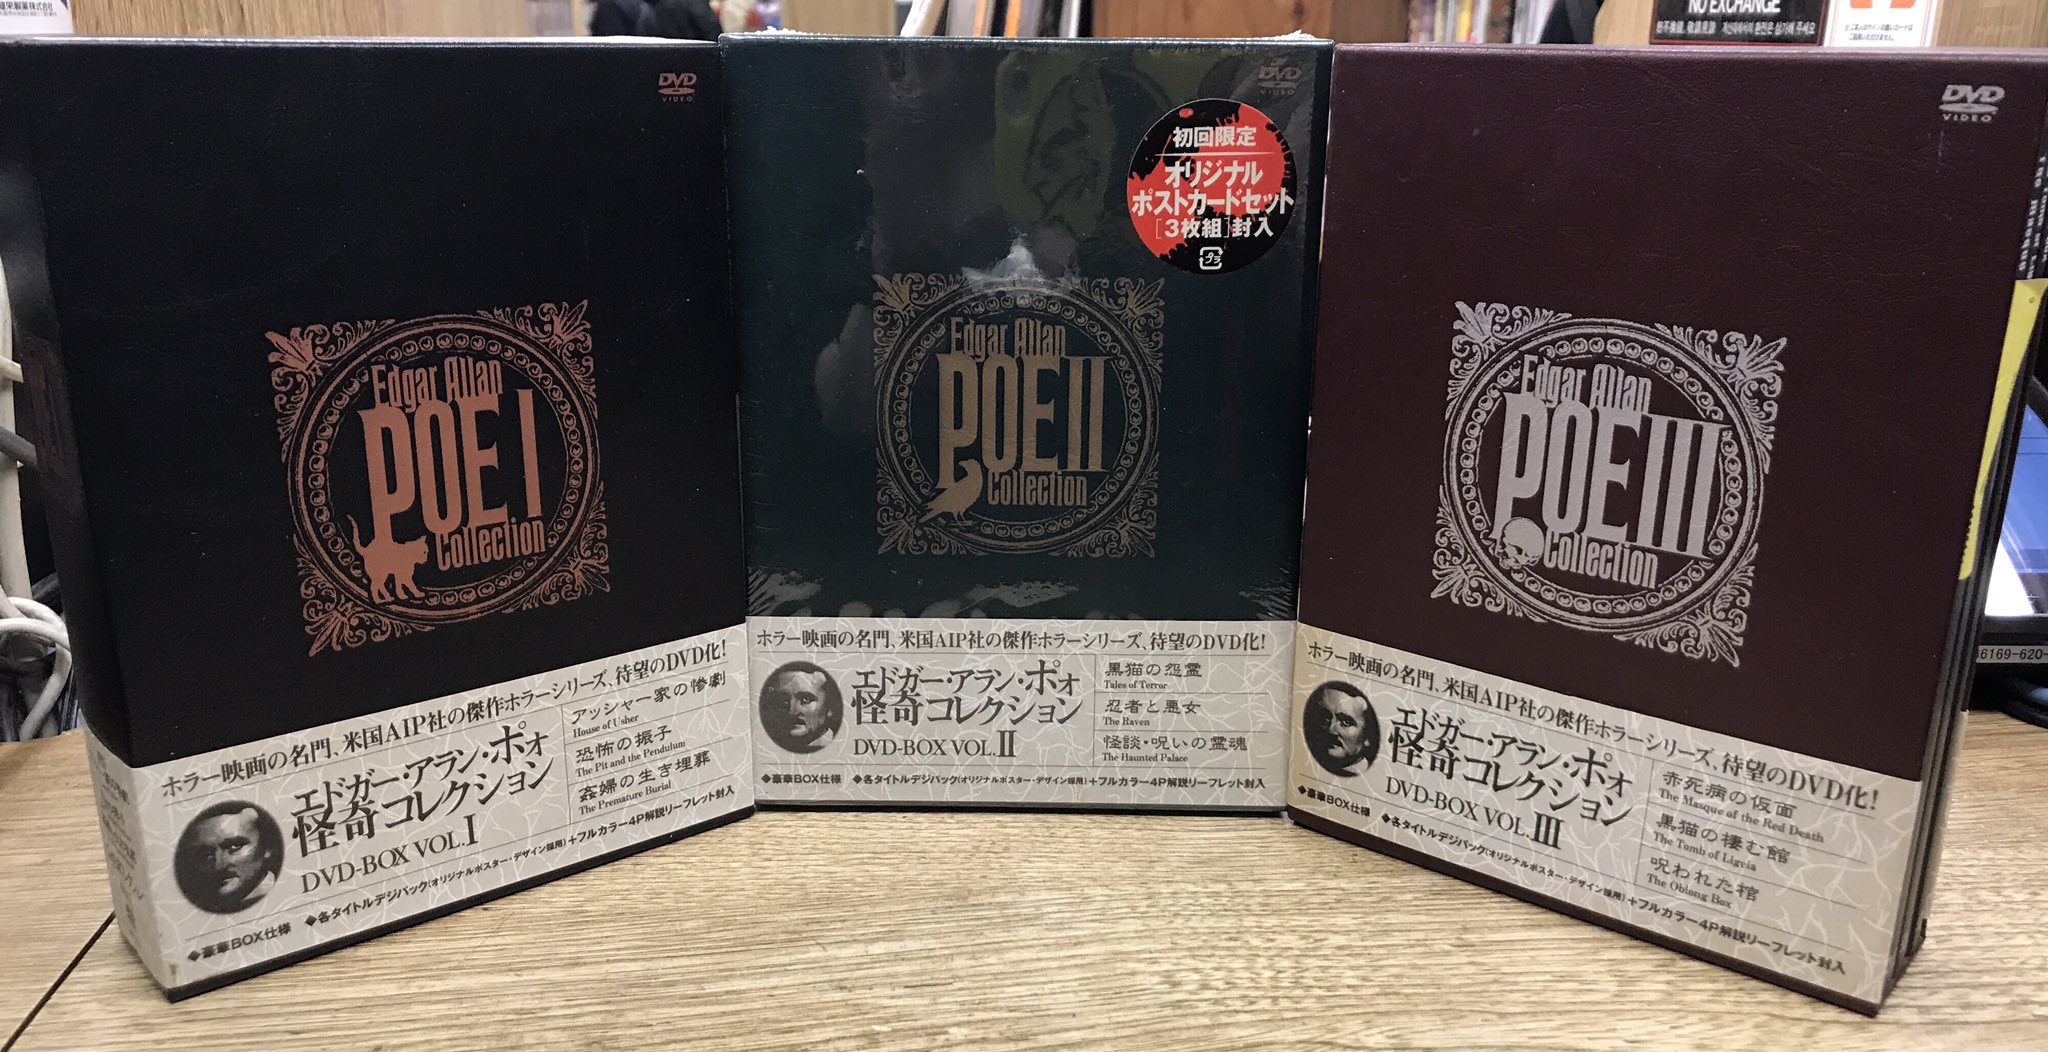 NO EXCHANGE
DVD
VIDEO
Edgar Allan
POE I
Collection
ホラー映画の名門、米国AIP社の傑作ホラーシリーズ、待望のDVD化!
エドガー・アラン・ポォ
怪奇コレクション
DVD-BOX VOL.I
アッシャー家の惨劇
House of Usher
恐怖の振子
The Pit and the Pendulum
姦婦の生き埋葬
The Premature Burial
◆豪華BOX仕様 ◆各タイトルデジパック(オリジナルポスター・デザイン採用)+フルカラー4P解説リーフレット封入
DVD
VIDEO
初回限定
オリジナル
ポストカードセット
[3枚組]封入
プラ
Edgar Allan
POE II
Collection
ホラー映画の名門、米国AIP社の傑作ホラーシリーズ、待望のDVD化!
エドガー・アラン・ポォ
怪奇コレクション
DVD-BOX VOL.II
黒猫の怨霊
Tales of Terror
忍者と悪女
The Raven
怪談・呪いの霊魂
The Haunted Palace
◆豪華BOX仕様 ◆各タイトルデジパック(オリジナルポスター・デザイン採用)+フルカラー4P解説リーフレット封入
DVD
VIDEO
Edgar Allan
POE III
Collection
ホラー映画の名門、米国AIP社の傑作ホラーシリーズ、待望のDVD化!
エドガー・アラン・ポォ
怪奇コレクション
DVD-BOX VOL.III
赤死病の仮面
The Masque of the Red Death
黒猫の棲む館
The Tomb of Ligeia
呪われた棺
The Oblong Box
◆豪華BOX仕様 ◆各タイトルデジパック(オリジナルポスター・デザイン採用)+フルカラー4P解説リーフレット封入
6169-620-